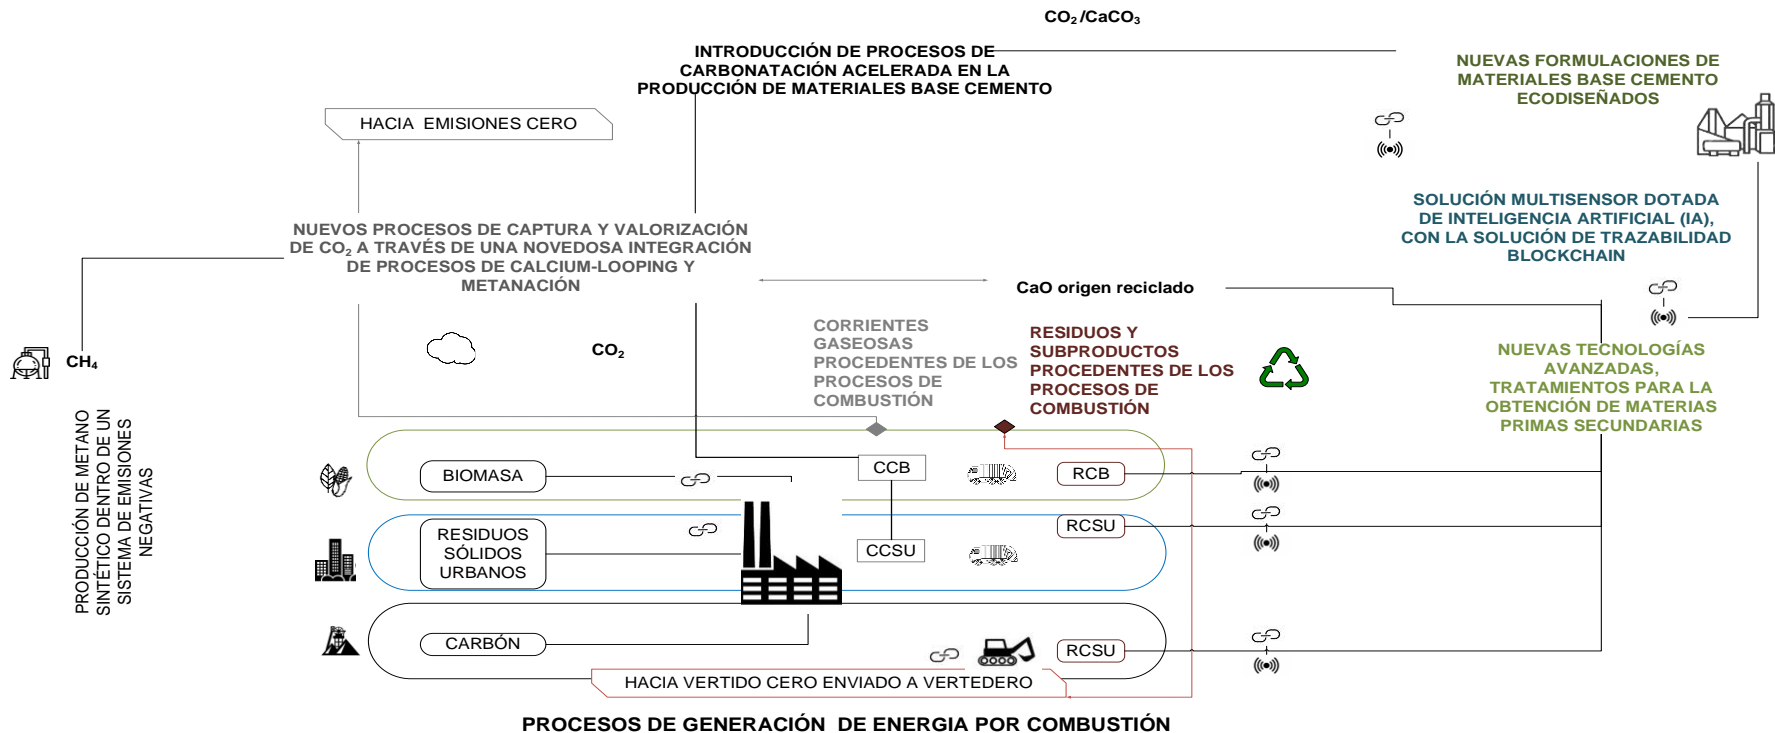 CO2/CaCO3
INTRODUCCIÓN DE PROCESOS DE
CARBONATACIÓN ACELERADA EN LA
PRODUCCIÓN DE MATERIALES BASE CEMENTO
NUEVAS FORMULACIONES DE
MATERIALES BASE CEMENTO
ECODISEÑADOS
HACIA EMISIONES CERO
SOLUCIÓN MULTISENSOR DOTADA
DE INTELIGENCIA ARTIFICIAL (IA),
CON LA SOLUCIÓN DE TRAZABILIDAD
BLOCKCHAIN
NUEVOS PROCESOS DE CAPTURA Y VALORIZACIÓN
DE CO2 A TRAVÉS DE UNA NOVEDOSA INTEGRACIÓN
DE PROCESOS DE CALCIUM-LOOPING Y
METANACIÓN
CaO origen reciclado
CH4
CO2
CORRIENTES
GASEOSAS
PROCEDENTES DE LOS
PROCESOS DE
COMBUSTIÓN
RESIDUOS Y
SUBPRODUCTOS
PROCEDENTES DE LOS
PROCESOS DE
COMBUSTIÓN
NUEVAS TECNOLOGÍAS
AVANZADAS,
TRATAMIENTOS PARA LA
OBTENCIÓN DE MATERIAS
PRIMAS SECUNDARIAS
PRODUCCIÓN DE METANO
SINTÉTICO DENTRO DE UN
SISTEMA DE EMISIONES
NEGATIVAS
BIOMASA
CCB
RCB
RESIDUOS
SÓLIDOS
URBANOS
CCSU
RCSU
CARBÓN
RCSU
HACIA VERTIDO CERO ENVIADO A VERTEDERO
PROCESOS DE GENERACIÓN DE ENERGIA POR COMBUSTIÓN